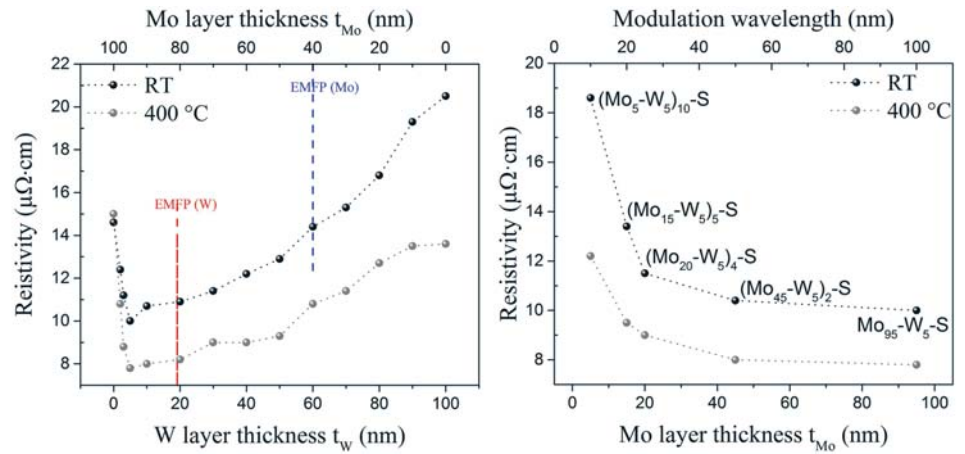 Mo layer thickness t_Mo (nm)
100 80 60 40 20 0
22
20
18
16
14
12
10
8
Reistivity (μΩ·cm)
RT
400 °C
EMFP (Mo)
EMFP (W)
0 20 40 60 80 100
W layer thickness t_W (nm)
Modulation wavelength (nm)
0 20 40 60 80 100
20
18
16
14
12
10
8
Resistivity (μΩ·cm)
RT
400 °C
(Mo5-W5)10-S
(Mo15-W5)5-S
(Mo20-W5)4-S
(Mo45-W5)2-S
Mo95-W5-S
0 20 40 60 80 100
Mo layer thickness t_Mo (nm)